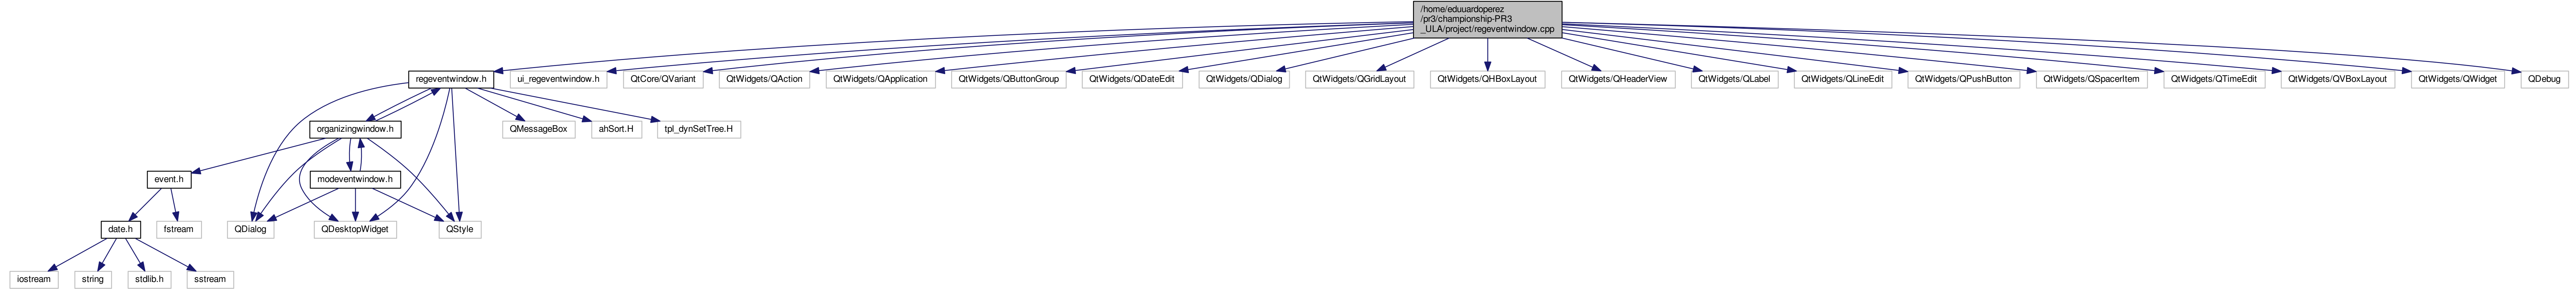 /home/eduuardoperez
/pr3/championship-PR3
_ULA/project/regeventwindow.cpp
regeventwindow.h
ui_regeventwindow.h
QtCore/QVariant
QtWidgets/QAction
QtWidgets/QApplication
QtWidgets/QButtonGroup
QtWidgets/QDateEdit
QtWidgets/QDialog
QtWidgets/QGridLayout
QtWidgets/QHBoxLayout
QtWidgets/QHeaderView
QtWidgets/QLabel
QtWidgets/QLineEdit
QtWidgets/QPushButton
QtWidgets/QSpacerItem
QtWidgets/QTimeEdit
QtWidgets/QVBoxLayout
QtWidgets/QWidget
QDebug
organizingwindow.h
QMessageBox
ahSort.H
tpl_dynSetTree.H
event.h
modeventwindow.h
date.h
fstream
QDialog
QDesktopWidget
QStyle
iostream
string
stdlib.h
sstream